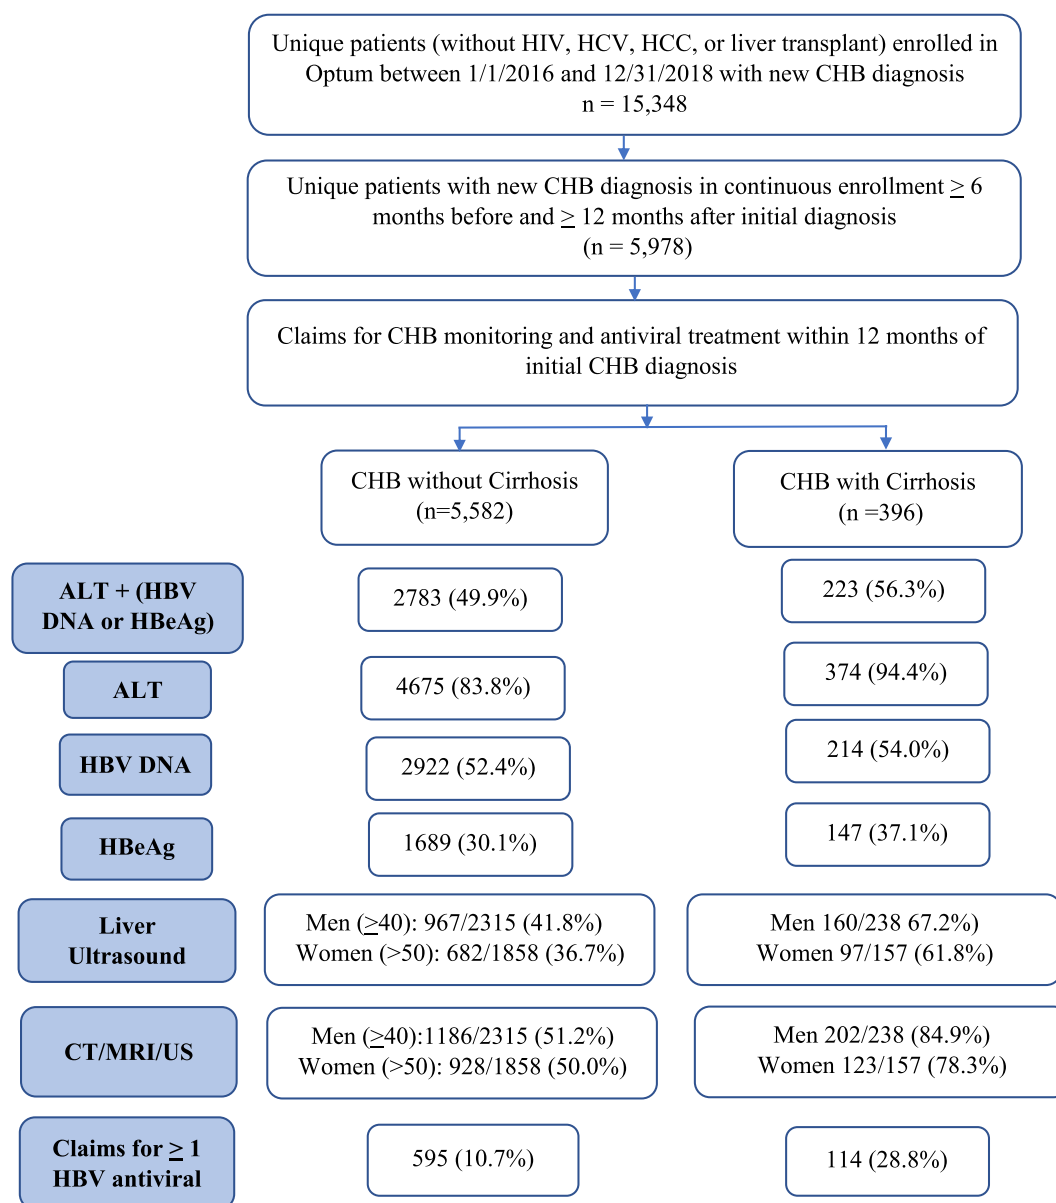 Unique patients (without HIV, HCV, HCC, or liver transplant) enrolled in
Optum between 1/1/2016 and 12/31/2018 with new CHB diagnosis
n = 15,348
Unique patients with new CHB diagnosis in continuous enrollment ≥ 6
months before and ≥ 12 months after initial diagnosis
(n = 5,978)
Claims for CHB monitoring and antiviral treatment within 12 months of
initial CHB diagnosis
CHB without Cirrhosis
(n=5,582)
CHB with Cirrhosis
(n =396)
ALT + (HBV
DNA or HBeAg)
2783 (49.9%)
223 (56.3%)
ALT
4675 (83.8%)
374 (94.4%)
HBV DNA
2922 (52.4%)
214 (54.0%)
HBeAg
1689 (30.1%)
147 (37.1%)
Liver
Ultrasound
Men (≥40): 967/2315 (41.8%)
Women (>50): 682/1858 (36.7%)
Men 160/238 67.2%)
Women 97/157 (61.8%)
CT/MRI/US
Men (≥40):1186/2315 (51.2%)
Women (>50): 928/1858 (50.0%)
Men 202/238 (84.9%)
Women 123/157 (78.3%)
Claims for ≥ 1
HBV antiviral
595 (10.7%)
114 (28.8%)